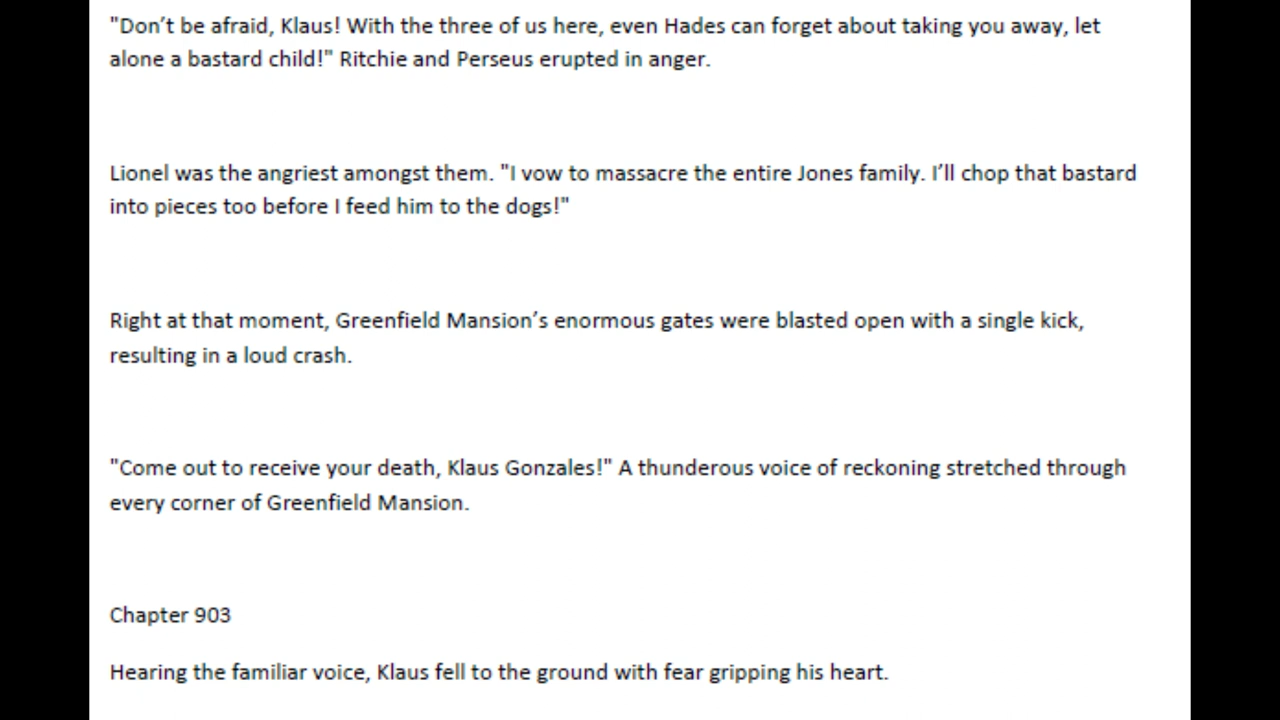 "Don’t be afraid, Klaus! With the three of us here, even Hades can forget about taking you away, let
alone a bastard child!" Ritchie and Perseus erupted in anger.
Lionel was the angriest amongst them. "I vow to massacre the entire Jones family. I’ll chop that bastard
into pieces too before I feed him to the dogs!"
Right at that moment, Greenfield Mansion’s enormous gates were blasted open with a single kick,
resulting in a loud crash.
"Come out to receive your death, Klaus Gonzales!" A thunderous voice of reckoning stretched through
every corner of Greenfield Mansion.
Chapter 903
Hearing the familiar voice, Klaus fell to the ground with fear gripping his heart.